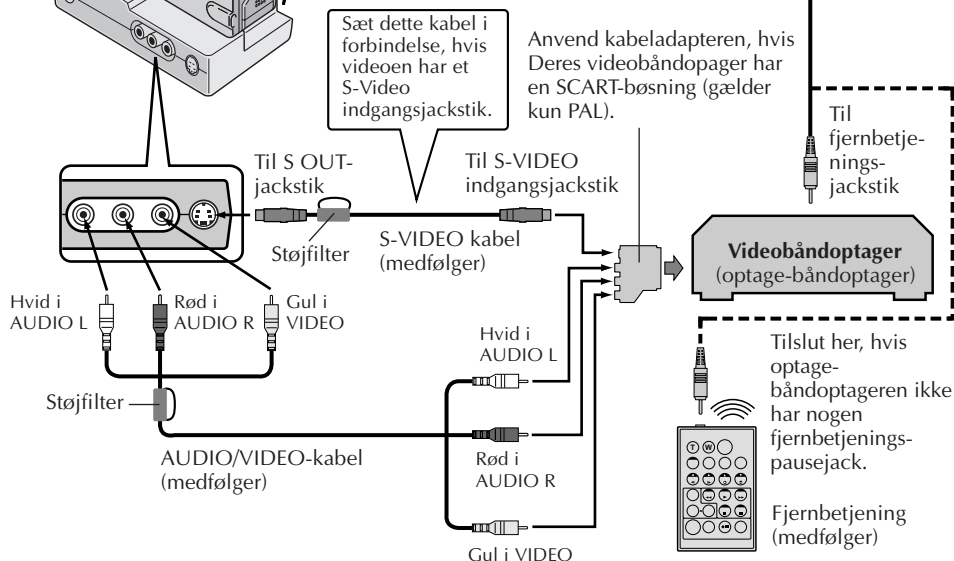 Sæt dette kabel i
forbindelse, hvis
videoen har et
S-Video
indgangsjackstik.
Anvend kabeladapteren, hvis
Deres videobåndopager har
en SCART-bøsning (gælder
kun PAL).
Til
fjernbetje-
nings-
jackstik
Til S OUT-
jackstik
Til S-VIDEO
indgangsjackstik
Støjfilter
S-VIDEO kabel
(medfølger)
Videobåndoptager
(optage-båndoptager)
Hvid i
AUDIO L
Rød i
AUDIO R
Gul i
VIDEO
Hvid i
AUDIO L
Tilslut her, hvis
optage-
båndoptageren ikke
har nogen
fjernbetjenings-
pausejack.
Støjfilter
AUDIO/VIDEO-kabel
(medfølger)
Rød i
AUDIO R
T W
Fjernbetjening
(medfølger)
Gul i VIDEO